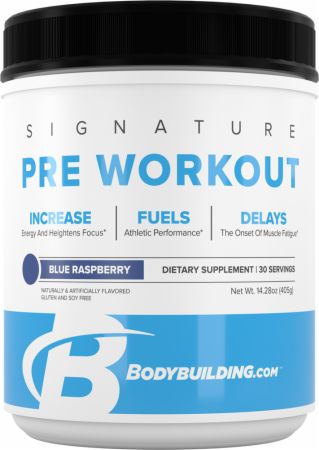 SIGNATURE
PRE WORKOUT
INCREASE
Energy And Heightens Focus*
FUELS
Athletic Performance*
DELAYS
The Onset Of Muscle Fatigue*
BLUE RASPBERRY
DIETARY SUPPLEMENT | 30 SERVINGS
NATURALLY & ARTIFICIALLY FLAVORED
GLUTEN AND SOY FREE
Net Wt. 14.28oz (405g)
B
BODYBUILDING.COM™